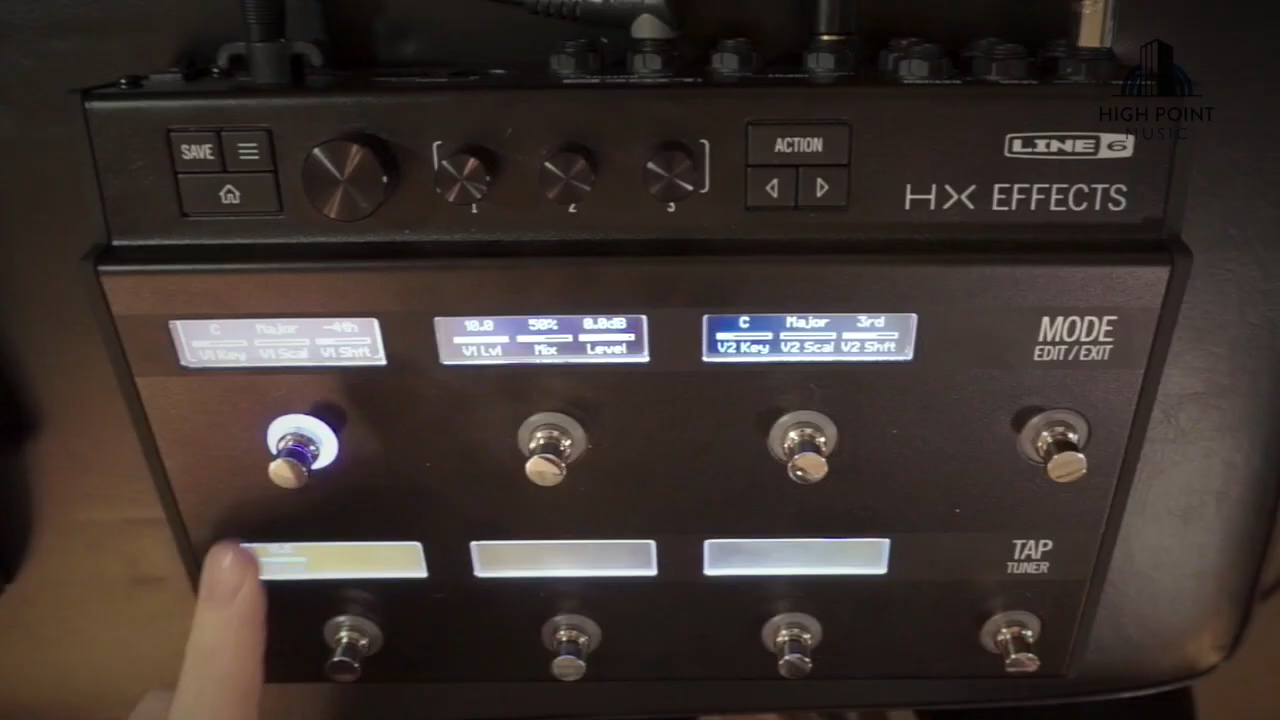 HIGH POINT
MUSIC
SAVE
ACTION
LINE 6
1 2 3
HX EFFECTS
C Major -4th
V1 Key V1 Scal V1 Shft
10.0 50% 0.0dB
V1 Lvl Mix Level
C Major 3rd
V2 Key V2 Scal V2 Shft
MODE
EDIT / EXIT
TAP
TUNER